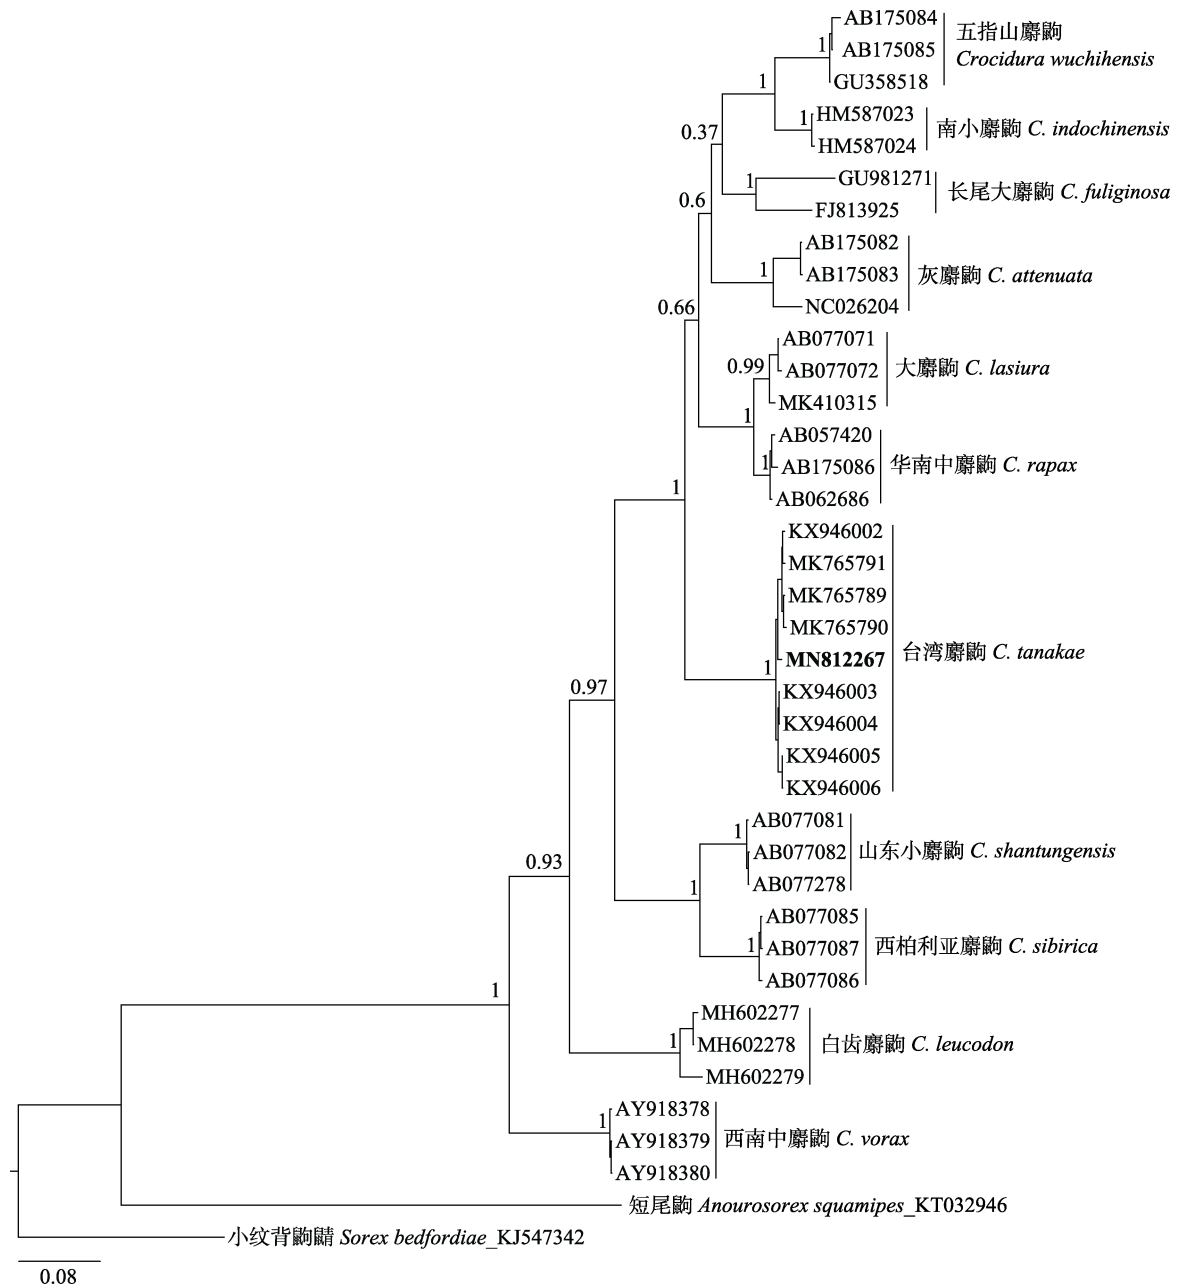 AB175084
AB175085
GU358518
五指山麝鼩
Crocidura wuchihensis
1
1
HM587023
HM587024
1
南小麝鼩 C. indochinensis
0.37
GU981271
FJ813925
1
长尾大麝鼩 C. fuliginosa
0.6
AB175082
AB175083
NC026204
1
灰麝鼩 C. attenuata
0.66
AB077071
AB077072
MK410315
0.99
大麝鼩 C. lasiura
1
AB057420
AB175086
AB062686
1
华南中麝鼩 C. rapax
1
KX946002
MK765791
MK765789
MK765790
MN812267
KX946003
KX946004
KX946005
KX946006
1
台湾麝鼩 C. tanakae
0.97
AB077081
AB077082
AB077278
1
山东小麝鼩 C. shantungensis
1
AB077085
AB077087
AB077086
1
西柏利亚麝鼩 C. sibirica
0.93
MH602277
MH602278
MH602279
1
白齿麝鼩 C. leucodon
1
AY918378
AY918379
AY918380
1
西南中麝鼩 C. vorax
短尾鼩 Anourosorex squamipes_KT032946
小纹背鼩鼱 Sorex bedfordiae_KJ547342
0.08